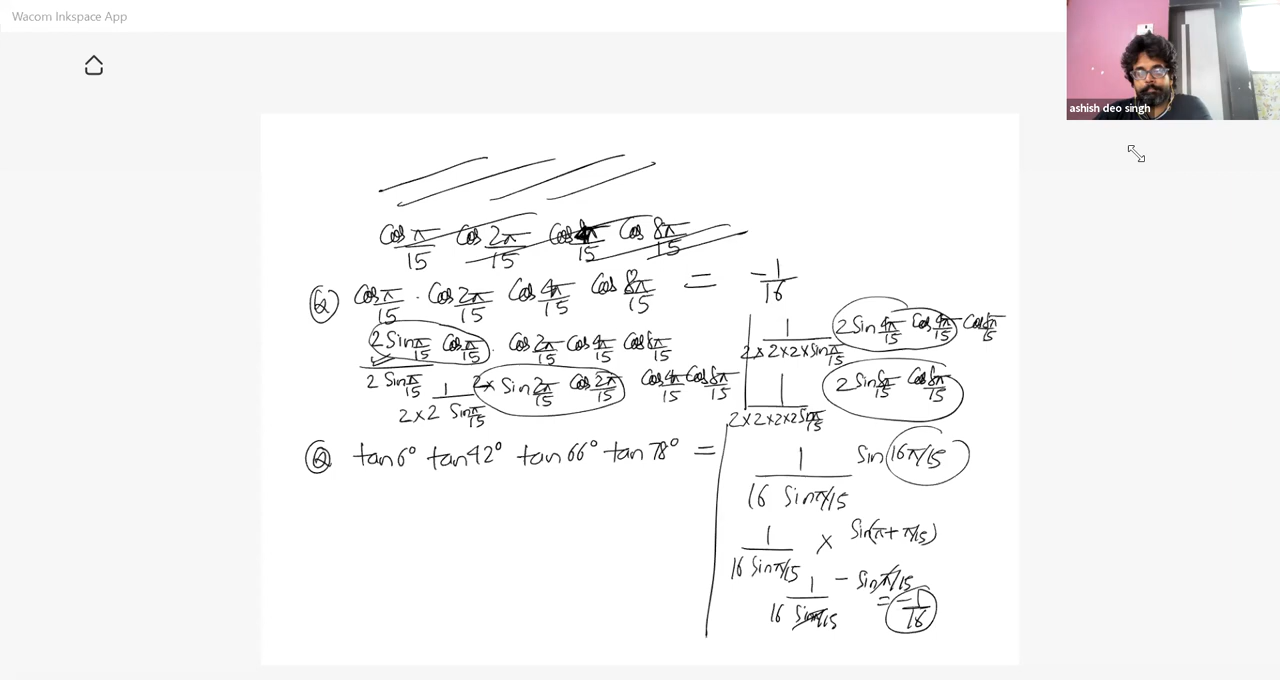 Wacom Inkspace App
ashish deo singh
cos π/15 cos 2π/15 cos 4π/15 cos 8π/15
Q cos π/15 . cos 2π/15 cos 4π/15 cos 8π/15 = -1/16
2 sin π/15 cos π/15 . cos 2π/15 cos 4π/15 cos 8π/15
2 sin π/15
1/(2×2 sin π/15) 2× sin 2π/15 cos 2π/15 cos 4π/15 cos 8π/15
1/(2×2×2×sin π/15) 2 sin 4π/15 cos 4π/15 cos 8π/15
1/(2×2×2×2 sin π/15) 2 sin 8π/15 cos 8π/15
1/(16 sin π/15) sin 16π/15
1/(16 sin π/15) × sin(π + π/15)
1/(16 sin π/15) - sin π/15
= -1/16
Q tan 6° tan 42° tan 66° tan 78° =